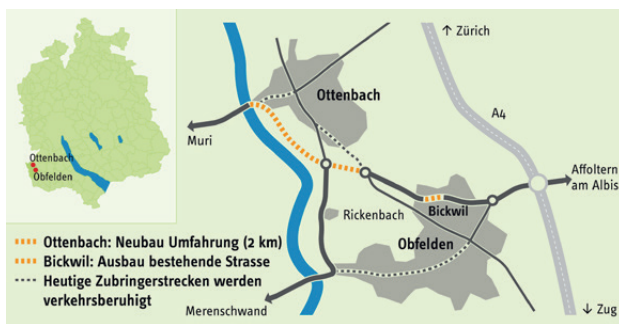 Ottenbach
Obfelden
↑ Zürich
A4
Ottenbach
Muri
Affoltern
am Albis
Rickenbach
Bickwil
Obfelden
Ottenbach: Neubau Umfahrung (2 km)
Bickwil: Ausbau bestehende Strasse
Heutige Zubringerstrecken werden
verkehrsberuhigt
Merenschwand
↓ Zug